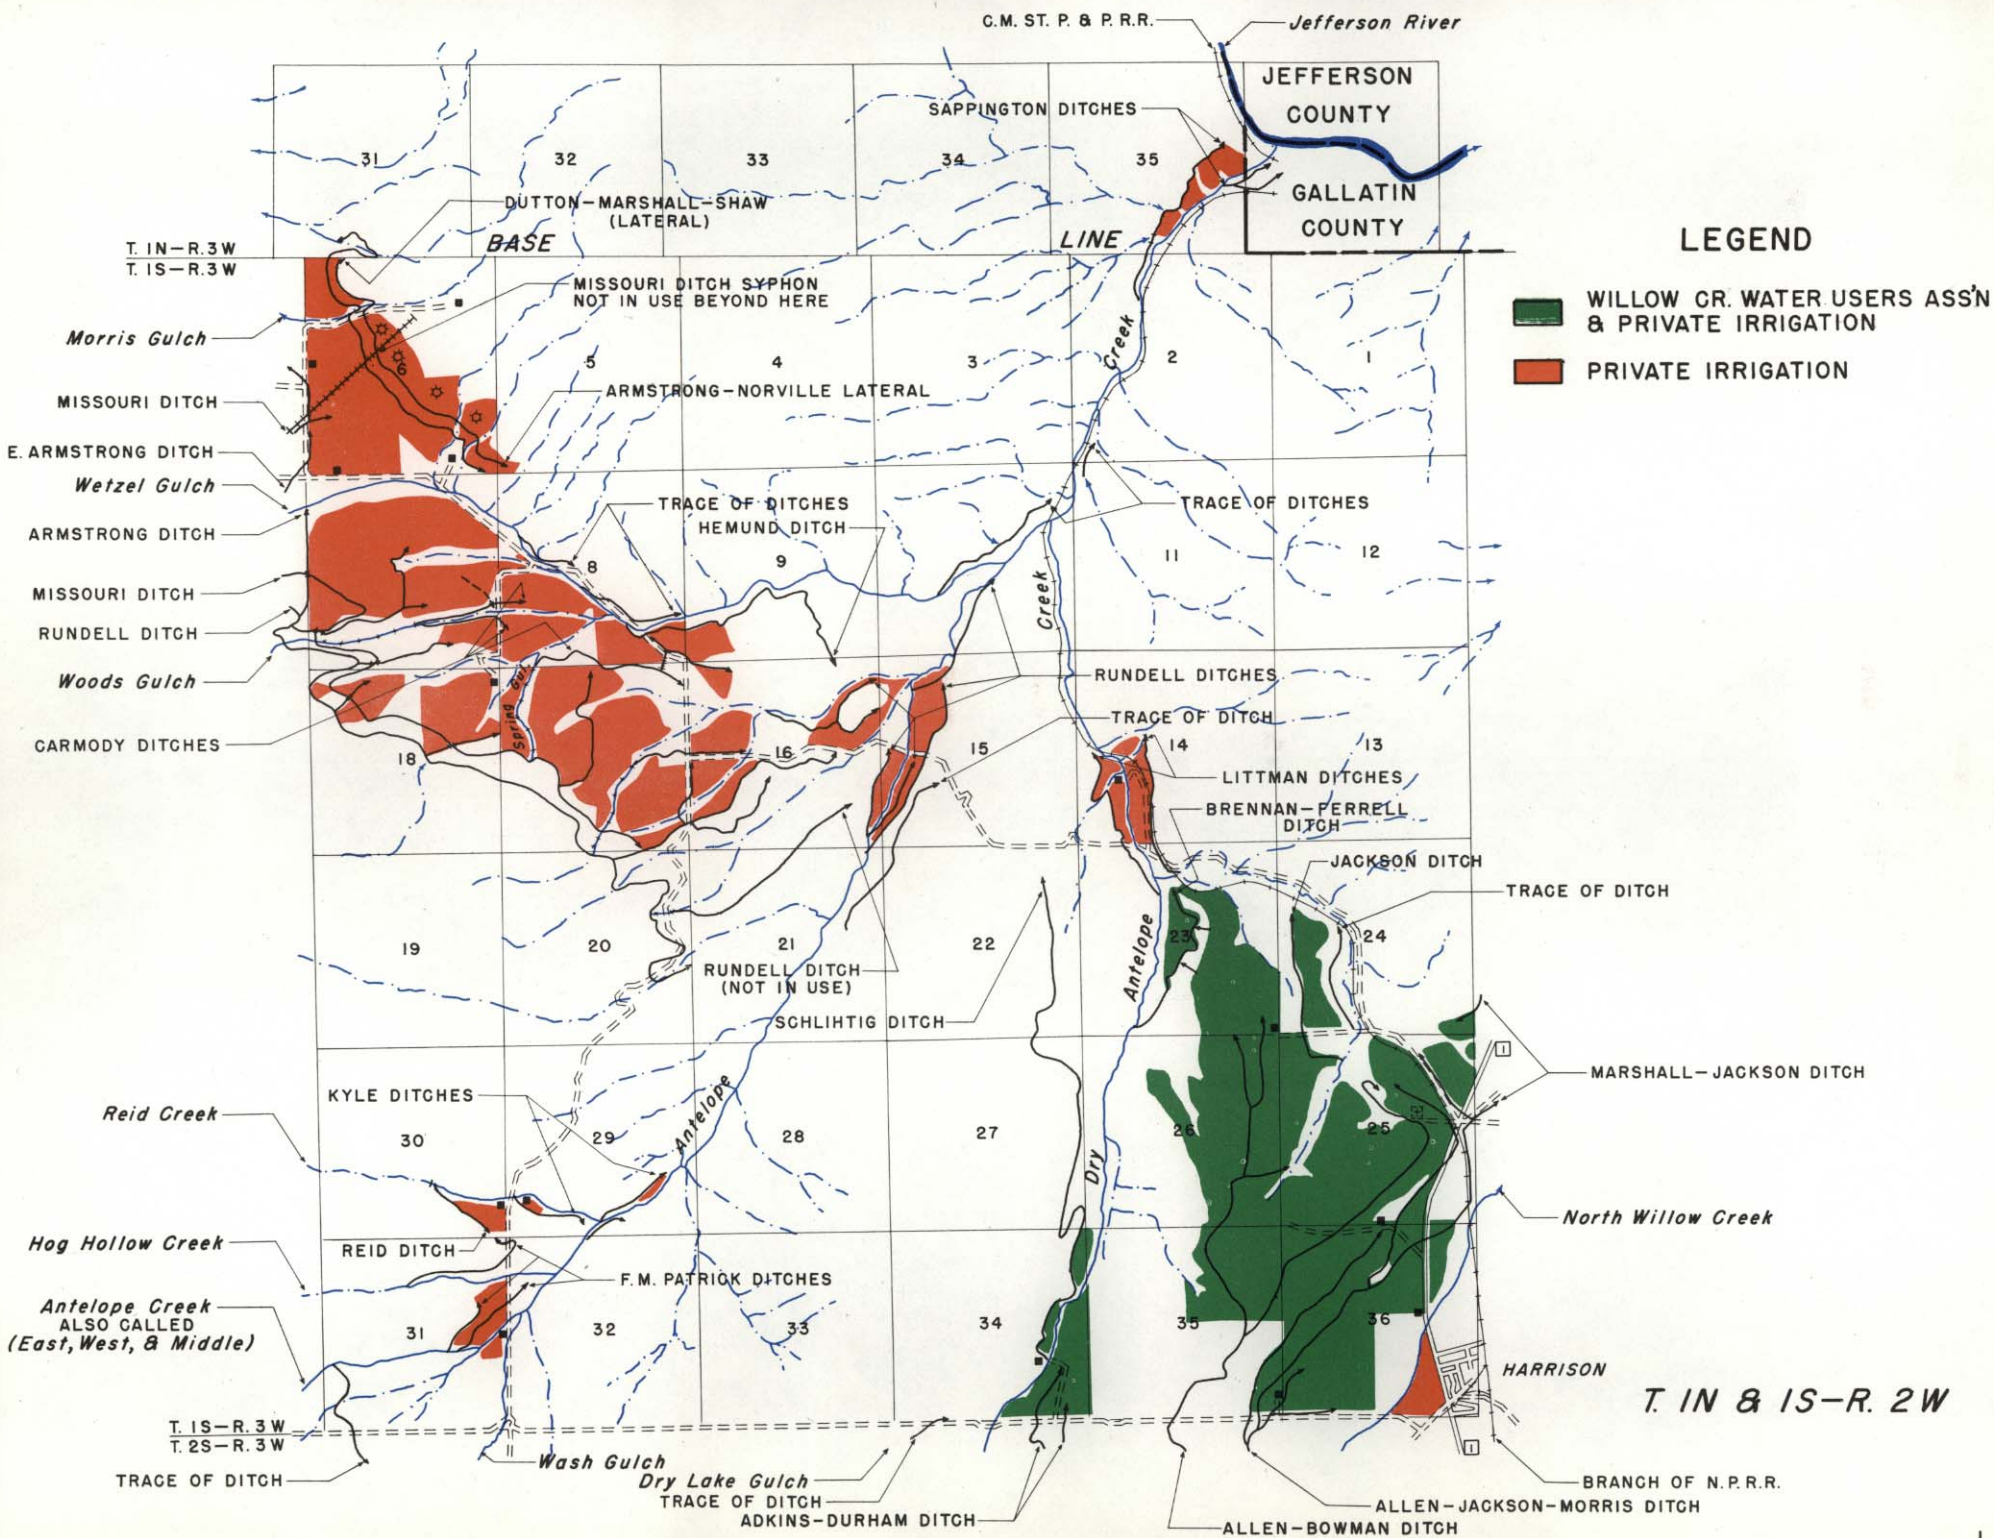 C.M. ST. P. & P. R.R.
Jefferson River
JEFFERSON
COUNTY
SAPPINGTON DITCHES
31
32
33
34
35
GALLATIN
COUNTY
DUTTON-MARSHALL-SHAW
(LATERAL)
BASE
LINE
T. 1N-R.3W
T. 1S-R.3W
LEGEND
WILLOW CR. WATER USERS ASS'N
& PRIVATE IRRIGATION
PRIVATE IRRIGATION
MISSOURI DITCH SYPHON
NOT IN USE BEYOND HERE
Morris Gulch
6
5
4
3
Creek
2
1
MISSOURI DITCH
ARMSTRONG-NORVILLE LATERAL
E. ARMSTRONG DITCH
Wetzel Gulch
TRACE OF DITCHES
TRACE OF DITCHES
HEMUND DITCH
ARMSTRONG DITCH
8
9
11
12
MISSOURI DITCH
Creek
RUNDELL DITCH
Woods Gulch
RUNDELL DITCHES
Spring Gul
TRACE OF DITCH
CARMODY DITCHES
18
16
15
14
13
LITTMAN DITCHES
BRENNAN-FERRELL
DITCH
JACKSON DITCH
TRACE OF DITCH
19
20
21
22
23
24
Antelope
RUNDELL DITCH
(NOT IN USE)
SCHLIHTIG DITCH
MARSHALL-JACKSON DITCH
KYLE DITCHES
Reid Creek
30
29
Antelope
28
27
26
25
Dry
North Willow Creek
Hog Hollow Creek
REID DITCH
F.M. PATRICK DITCHES
Antelope Creek
ALSO CALLED
(East, West, & Middle)
31
32
33
34
35
36
HARRISON
T. 1N & 1S-R. 2W
T. 1S-R.3W
T. 2S-R.3W
TRACE OF DITCH
Wash Gulch
Dry Lake Gulch
TRACE OF DITCH
ADKINS-DURHAM DITCH
BRANCH OF N.P.R.R.
ALLEN-JACKSON-MORRIS DITCH
ALLEN-BOWMAN DITCH